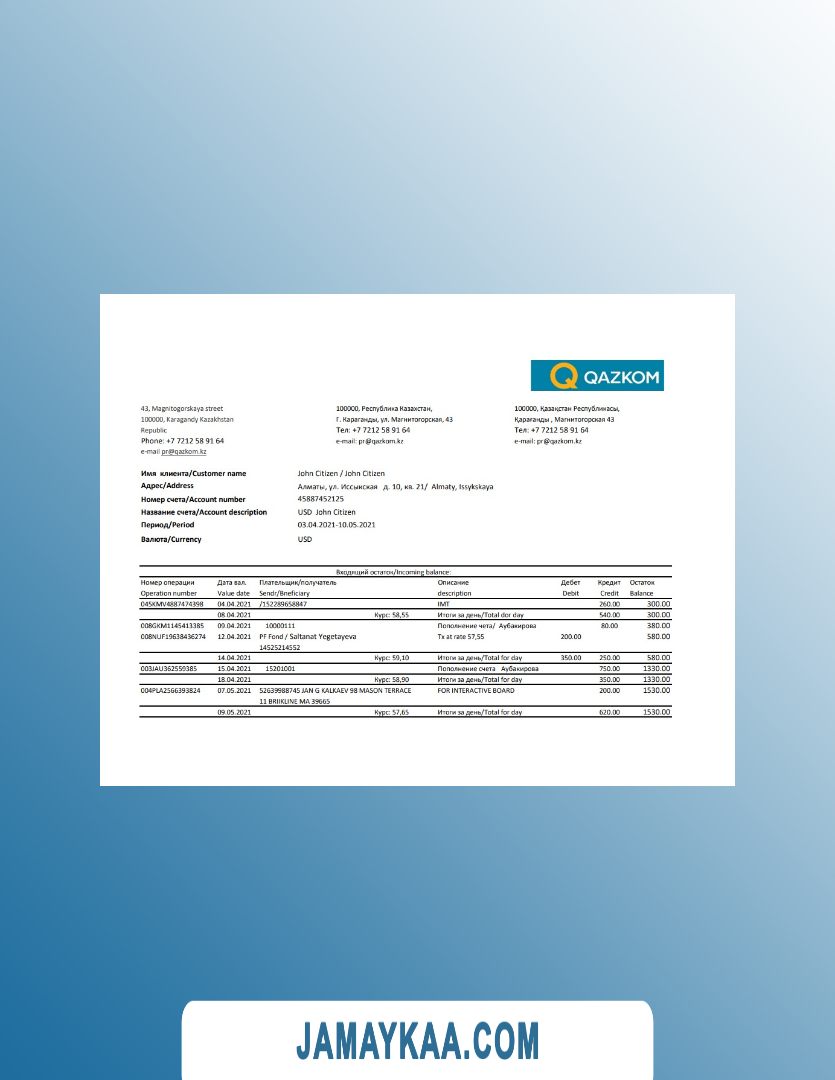 QAZKOM
43, Magnitogorskaya street
100000, Karagandy Kazakhstan
Republic
Phone: +7 7212 58 91 64
e-mail pr@qazkom.kz
100000, Республика Казахстан,
Г. Караганды, ул. Магнитогорская, 43
Тел: +7 7212 58 91 64
e-mail: pr@qazkom.kz
100000, Қазақстан Республикасы,
Қарағанды , Магнитогорская 43
Тел: +7 7212 58 91 64
e-mail: pr@qazkom.kz
Имя клиента/Customer name John Citizen / John Citizen
Адрес/Address Алматы, ул. Иссыкская д. 10, кв. 21/ Almaty, Issykskaya
Номер счета/Account number 45887452125
Название счета/Account description USD John Citizen
Период/Period 03.04.2021-10.05.2021
Валюта/Currency USD
Входящий остаток/Incoming balance:
Номер операции Дата вал. Плательщик/получатель Описание Дебет Кредит Остаток
Operation number Value date Sendr/Bneficiary description Debit Credit Balance
045KMV4887474398 04.04.2021 /152289658847 IMT 260.00 300.00
08.04.2021 Курс: 58,55 Итоги за день/Total dor day 540.00 300.00
008GKM1145413385 09.04.2021 10000111 Пополнение чета/ Аубакирова 80.00 380.00
008NUF19638436274 12.04.2021 PF Fond / Saltanat Yegetayeva Tx at rate 57,55 200.00 580.00
14525214552
14.04.2021 Курс: 59,10 Итоги за день/Total for day 350.00 250.00 580.00
003JAU362559385 15.04.2021 15201001 Пополнение счета Аубакирова 750.00 1330.00
18.04.2021 Курс: 58,90 Итоги за день/Total for day 350.00 1330.00
004PLA2566393824 07.05.2021 52639988745 JAN G KALKAEV 98 MASON TERRACE FOR INTERACTIVE BOARD 200.00 1530.00
11 BRIIKLINE MA 39665
09.05.2021 Курс: 57,65 Итоги за день/Total for day 620.00 1530.00
JAMAYKAA.COM